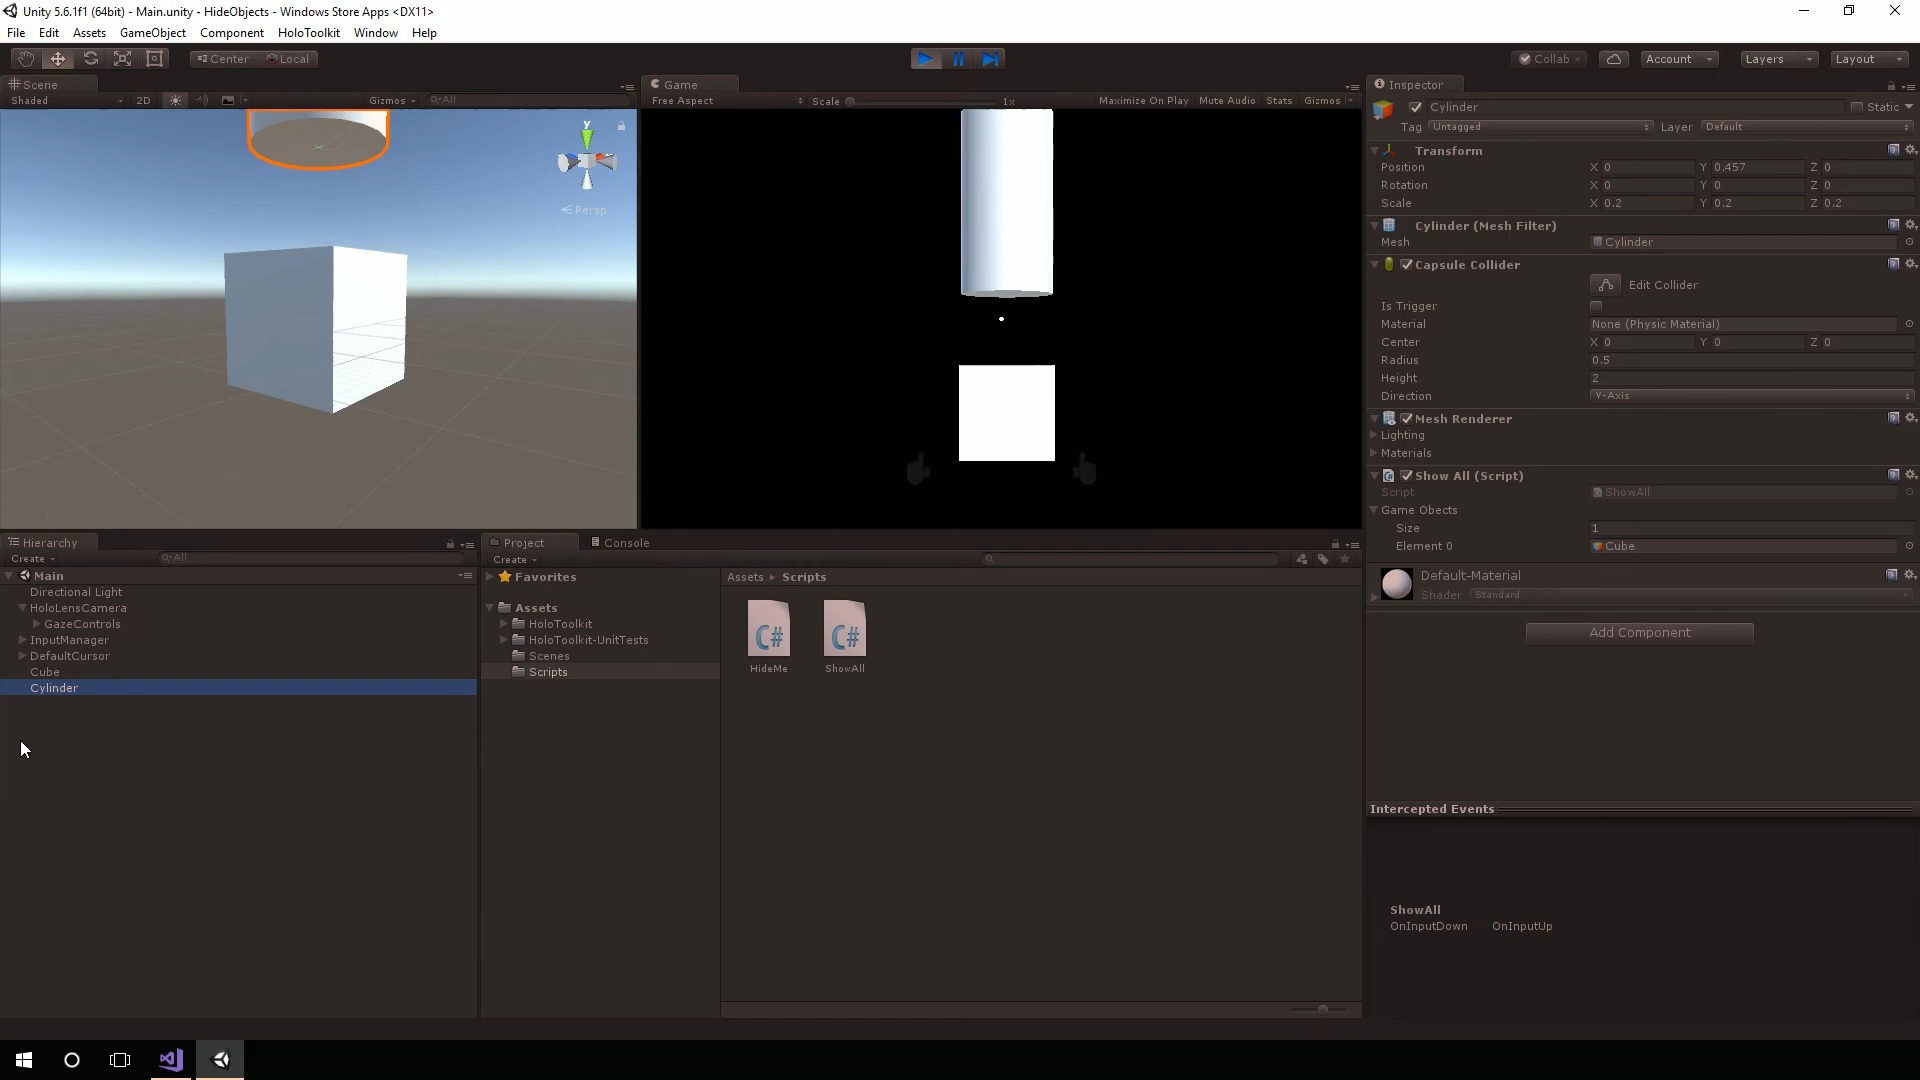 Unity 5.6.1f1 (64bit) - Main.unity - HideObjects - Windows Store Apps <DX11>
File Edit Assets GameObject Component HoloToolkit Window Help
Center Local
Collab Account Layers Layout
Scene
Shaded 2D Gizmos All
y
Persp
Game
Free Aspect Scale 1x Maximize On Play Mute Audio Stats Gizmos
Inspector
Cylinder Static
Tag Untagged Layer Default
Transform
Position X 0 Y 0.457 Z 0
Rotation X 0 Y 0 Z 0
Scale X 0.2 Y 0.2 Z 0.2
Cylinder (Mesh Filter)
Mesh Cylinder
Capsule Collider
Edit Collider
Is Trigger
Material None (Physic Material)
Center X 0 Y 0 Z 0
Radius 0.5
Height 2
Direction Y-Axis
Mesh Renderer
Lighting
Materials
Show All (Script)
Script ShowAll
Game Obects
Size 1
Element 0 Cube
Default-Material
Shader Standard
Add Component
Intercepted Events
ShowAll
OnInputDown OnInputUp
Hierarchy
Create All
Main
Directional Light
HoloLensCamera
GazeControls
InputManager
DefaultCursor
Cube
Cylinder
Project Console
Create
Favorites
Assets
HoloToolkit
HoloToolkit-UnitTests
Scenes
Scripts
Assets Scripts
C# C#
HideMe ShowAll